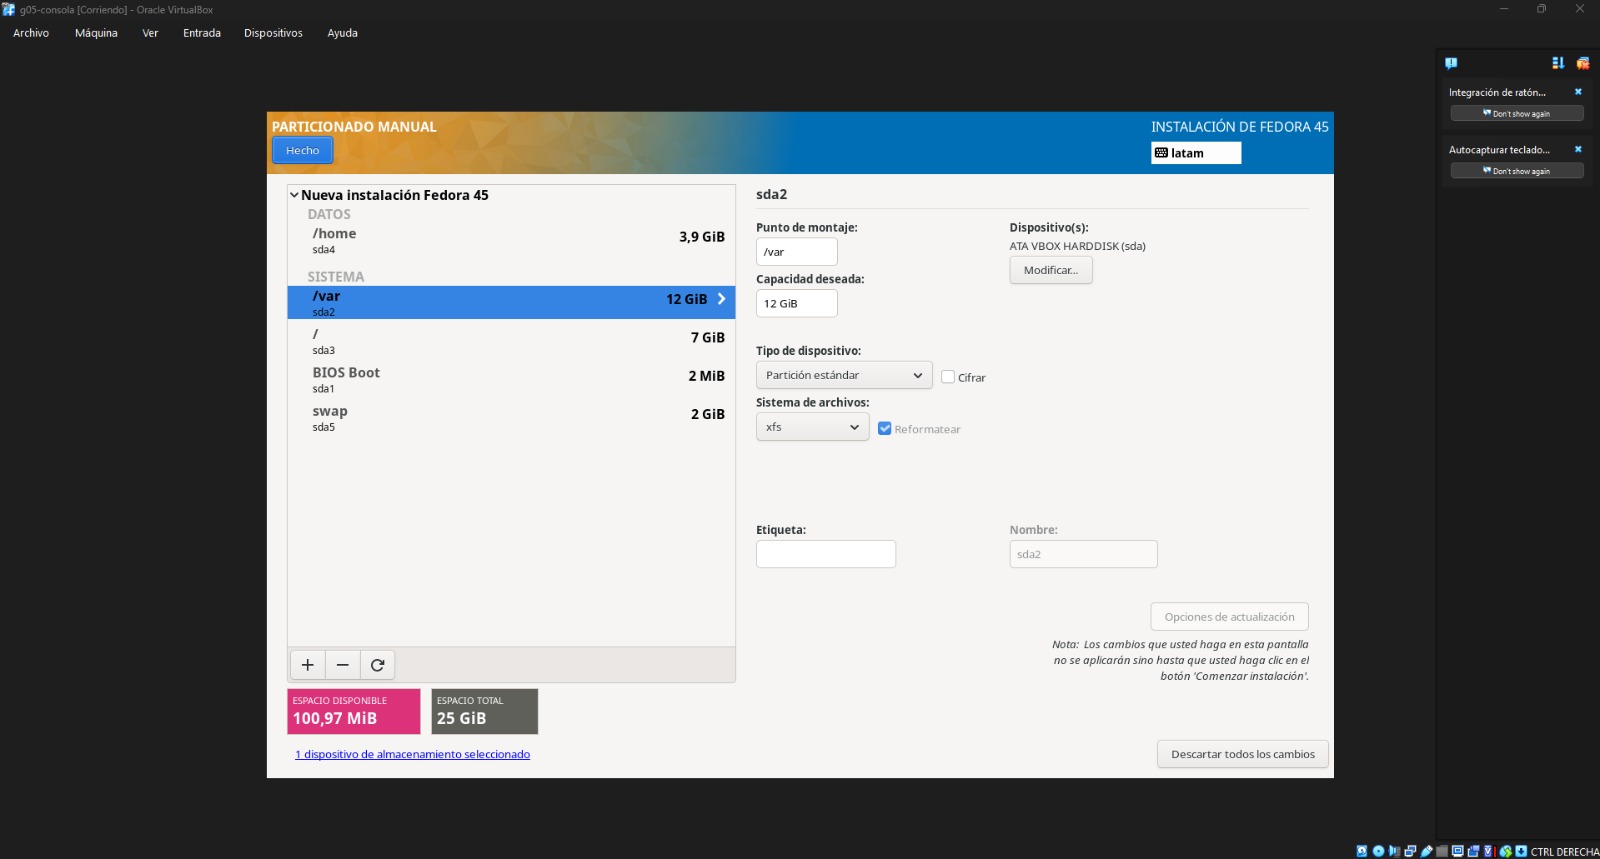 g05-consola [Corriendo] - Oracle VirtualBox
Archivo Máquina Ver Entrada Dispositivos Ayuda
Integración de ratón...
Don't show again
Autocapturar teclado...
Don't show again
PARTICIONADO MANUAL
Hecho
INSTALACIÓN DE FEDORA 45
latam
Nueva instalación Fedora 45
DATOS
/home 3,9 GiB
sda4
SISTEMA
/var 12 GiB
sda2
/ 7 GiB
sda3
BIOS Boot 2 MiB
sda1
swap 2 GiB
sda5
ESPACIO DISPONIBLE
100,97 MiB
ESPACIO TOTAL
25 GiB
1 dispositivo de almacenamiento seleccionado
sda2
Punto de montaje:
/var
Capacidad deseada:
12 GiB
Dispositivo(s):
ATA VBOX HARDDISK (sda)
Modificar...
Tipo de dispositivo:
Partición estándar
Cifrar
Sistema de archivos:
xfs
Reformatear
Etiqueta:
Nombre:
sda2
Opciones de actualización
Nota: Los cambios que usted haga en esta pantalla
no se aplicarán sino hasta que usted haga clic en el
botón 'Comenzar instalación'.
Descartar todos los cambios
CTRL DERECHA